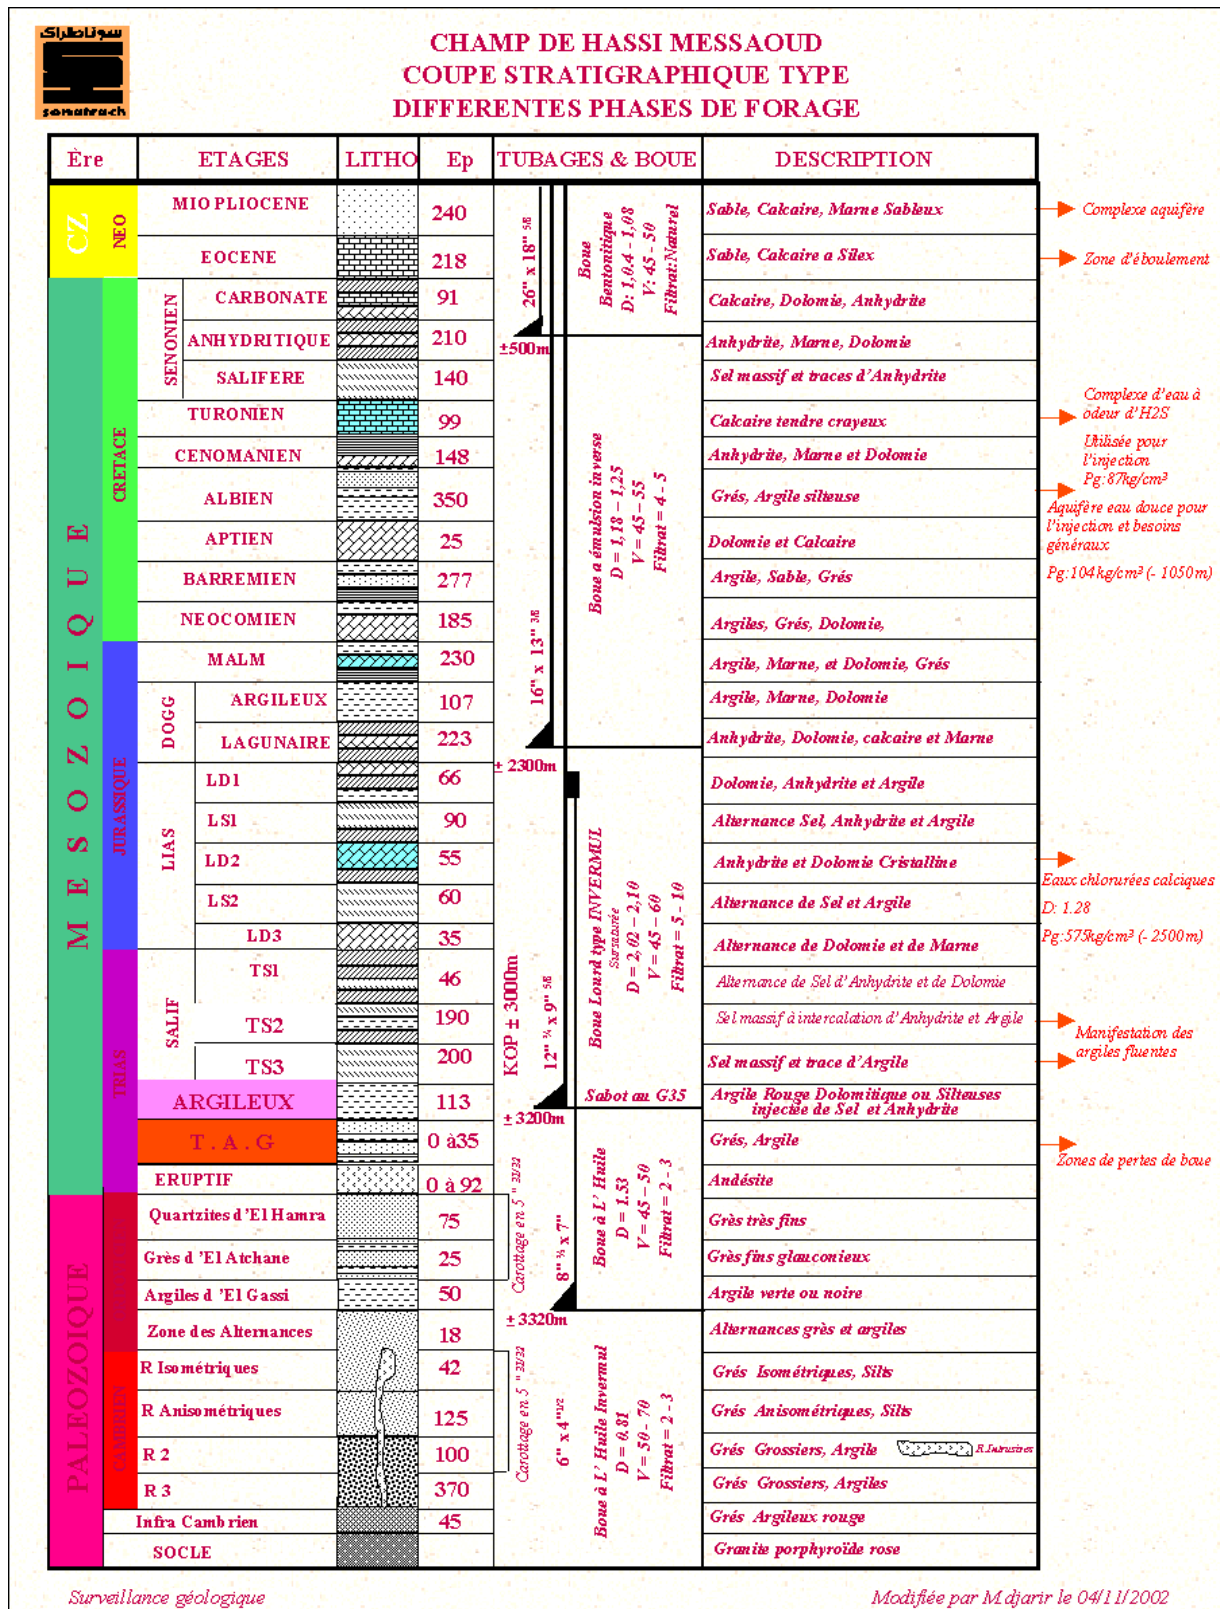 سوناطراك
sonatrach
CHAMP DE HASSI MESSAOUD
COUPE STRATIGRAPHIQUE TYPE
DIFFERENTES PHASES DE FORAGE
Ère ETAGES LITHO Ep TUBAGES & BOUE DESCRIPTION
CZ
NEO
MIO PLIOCENE 240 Sable, Calcaire, Marne Sableux Complexe aquifère
EOCENE 218 Sable, Calcaire a Silex Zone d'éboulement
26" x 18" 5/8
Boue
Bentonitique
D: 1,0.4 - 1,08
V: 45 - 50
Filtrat:Naturel
±500m
MESOZOIQUE
CRETACE
SENONIEN
CARBONATE 91 Calcaire, Dolomie, Anhydrite
ANHYDRITIQUE 210 Anhydrite, Marne, Dolomie
SALIFERE 140 Sel massif et traces d'Anhydrite
TURONIEN 99 Calcaire tendre crayeux
Complexe d'eau à
odeur d'H2S
Utilisée pour
l'injection
Pg:87kg/cm³
CENOMANIEN 148 Anhydrite, Marne et Dolomie
ALBIEN 350 Grés, Argile silteuse
Aquifère eau douce pour
l'injection et besoins
généraux
Pg:104kg/cm³ (- 1050m)
APTIEN 25 Dolomie et Calcaire
BARREMIEN 277 Argile, Sable, Grés
NEOCOMIEN 185 Argiles, Grés, Dolomie,
16" x 13" 3/8
Boue a émulsion inverse
D = 1,18 – 1,25
V = 45 – 55
Filtrat = 4 - 5
± 2300m
JURASSIQUE
MALM 230 Argile, Marne, et Dolomie, Grés
DOGG
ARGILEUX 107 Argile, Marne, Dolomie
LAGUNAIRE 223 Anhydrite, Dolomie, calcaire et Marne
LIAS
LD1 66 Dolomie, Anhydrite et Argile
LS1 90 Alternance Sel, Anhydrite et Argile
LD2 55 Anhydrite et Dolomie Cristalline
Eaux chlorurées calciques
D: 1.28
Pg:575kg/cm³ (- 2500m)
LS2 60 Alternance de Sel et Argile
LD3 35 Alternance de Dolomie et de Marne
TRIAS
SALIF
TS1 46 Alternance de Sel d'Anhydrite et de Dolomie
TS2 190 Sel massif à intercalation d'Anhydrite et Argile
Manifestation des
argiles fluentes
TS3 200 Sel massif et trace d'Argile
KOP ± 3000m
12" ¼ x 9" 5/8
Boue Lourd type INVERMUL
Sursaturée
D = 2,02 – 2,10
V = 45 – 60
Filtrat = 5 - 10
Sabot au G35
± 3200m
ARGILEUX 113 Argile Rouge Dolomitique ou Silteuses
injectée de Sel et Anhydrite
T . A . G 0 à35 Grés, Argile Zones de pertes de boue
ERUPTIF 0 à 92 Andésite
PALEOZOIQUE
Quartzites d'El Hamra 75 Grès très fins
Grès d 'El Atchane 25 Grès fins glauconieux
Argiles d 'El Gassi 50 Argile verte ou noire
Carottage en 5 "
8" ½ x 7"
Boue à L' Huile
D = 1.53
V = 45 – 50
Filtrat = 2 - 3
± 3320m
Zone des Alternances 18 Alternances grès et argiles
CAMBRIEN
R Isométriques 42 Grés Isométriques, Silts
R Anisométriques 125 Grés Anisométriques, Silts
R 2 100 Grés Grossiers, Argile R.Intrusives
R 3 370 Grés Grossiers, Argiles
Carottage en 5 "
6" x 4"1/2
Boue à L' Huile Invermul
D = 0.81
V = 50 - 70
Filtrat = 2 - 3
Infra Cambrien 45 Grés Argileux rouge
SOCLE Granite porphyroïde rose
Surveillance géologique Modifiée par M.djarir le 04/11/2002